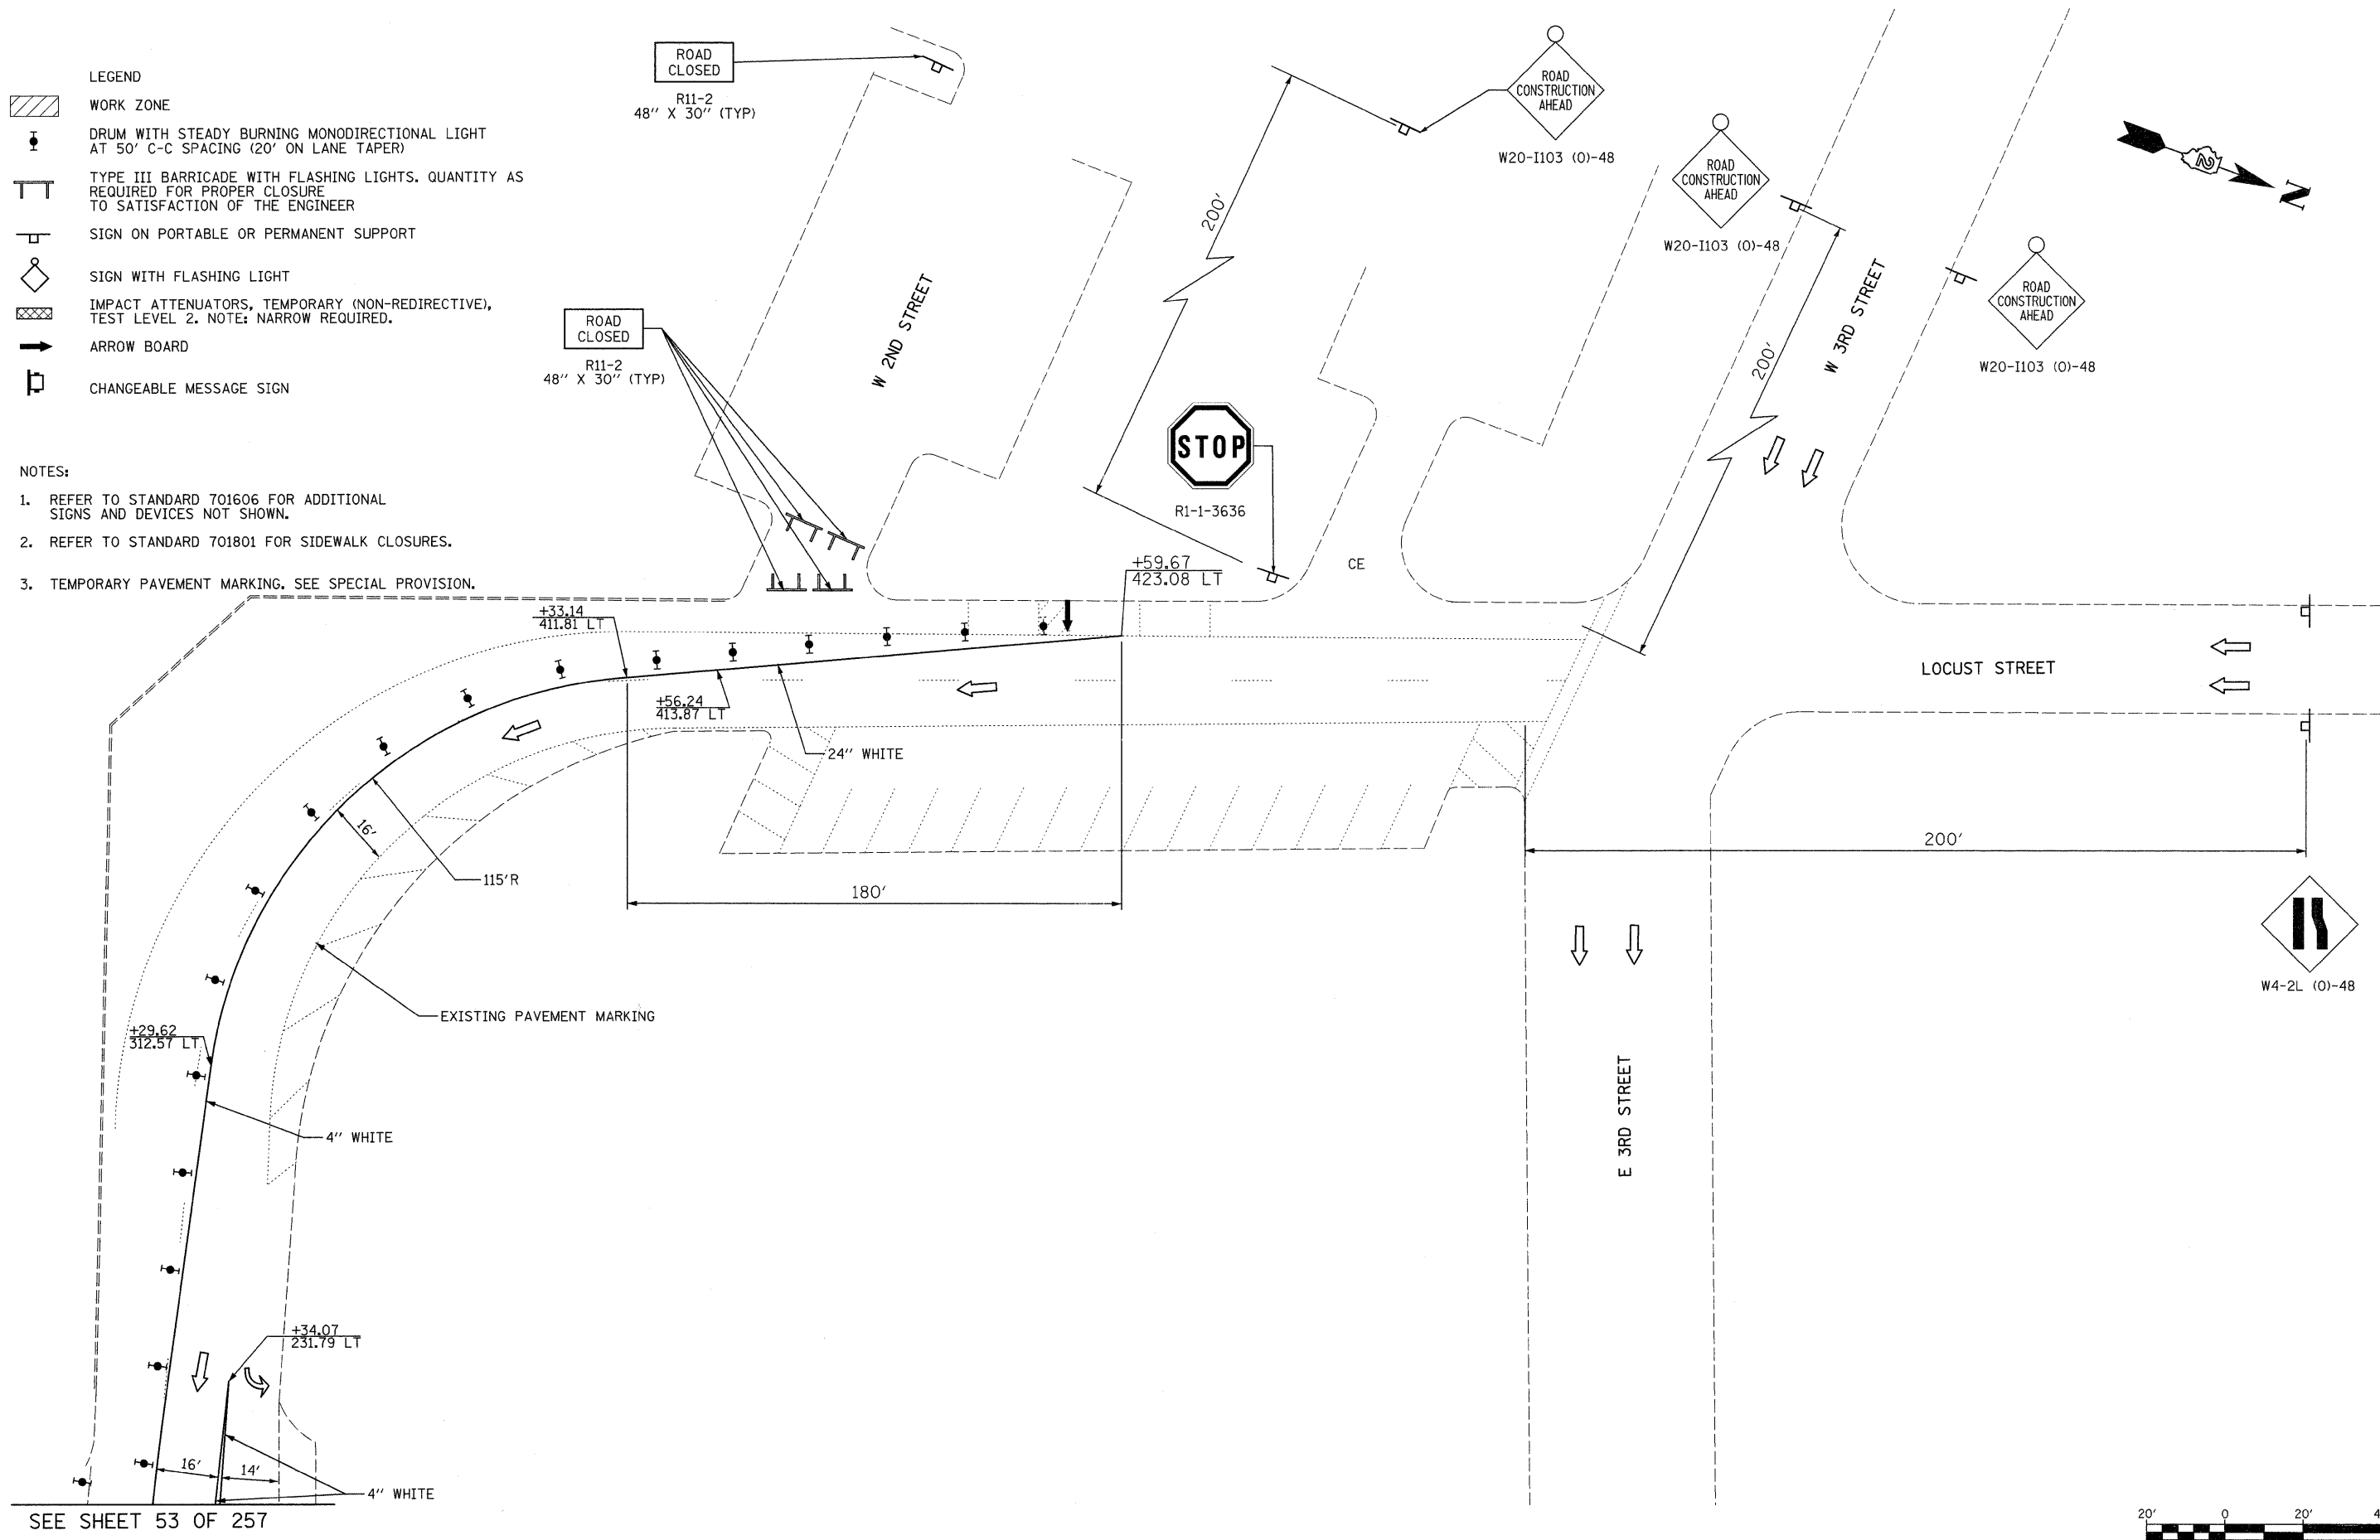 LEGEND
WORK ZONE
DRUM WITH STEADY BURNING MONODIRECTIONAL LIGHT
AT 50' C-C SPACING (20' ON LANE TAPER)
TYPE III BARRICADE WITH FLASHING LIGHTS. QUANTITY AS
REQUIRED FOR PROPER CLOSURE
TO SATISFACTION OF THE ENGINEER
SIGN ON PORTABLE OR PERMANENT SUPPORT
SIGN WITH FLASHING LIGHT
IMPACT ATTENUATORS, TEMPORARY (NON-REDIRECTIVE),
TEST LEVEL 2. NOTE: NARROW REQUIRED.
ARROW BOARD
CHANGEABLE MESSAGE SIGN
NOTES:
1. REFER TO STANDARD 701606 FOR ADDITIONAL
SIGNS AND DEVICES NOT SHOWN.
2. REFER TO STANDARD 701801 FOR SIDEWALK CLOSURES.
3. TEMPORARY PAVEMENT MARKING. SEE SPECIAL PROVISION.
ROAD
CLOSED
R11-2
48" X 30" (TYP)
ROAD
CLOSED
R11-2
48" X 30" (TYP)
W 2ND STREET
200'
ROAD
CONSTRUCTION
AHEAD
W20-I103 (O)-48
ROAD
CONSTRUCTION
AHEAD
W20-I103 (O)-48
ROAD
CONSTRUCTION
AHEAD
W20-I103 (O)-48
W 3RD STREET
200'
2
N
STOP
R1-1-3636
CE
+59.67
423.08 LT
+33.14
411.81 LT
+56.24
413.87 LT
24" WHITE
LOCUST STREET
16'
115'R
180'
200'
W4-2L (O)-48
EXISTING PAVEMENT MARKING
+29.62
312.57 LT
4" WHITE
E 3RD STREET
+34.07
231.79 LT
16'
14'
4" WHITE
SEE SHEET 53 OF 257
20'
0
20'
4